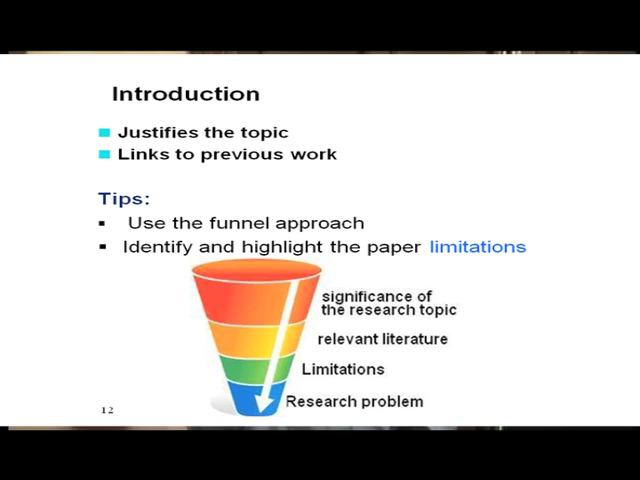 Introduction
Justifies the topic
Links to previous work
Tips:
Use the funnel approach
Identify and highlight the paper limitations
significance of
the research topic
relevant literature
Limitations
Research problem
12